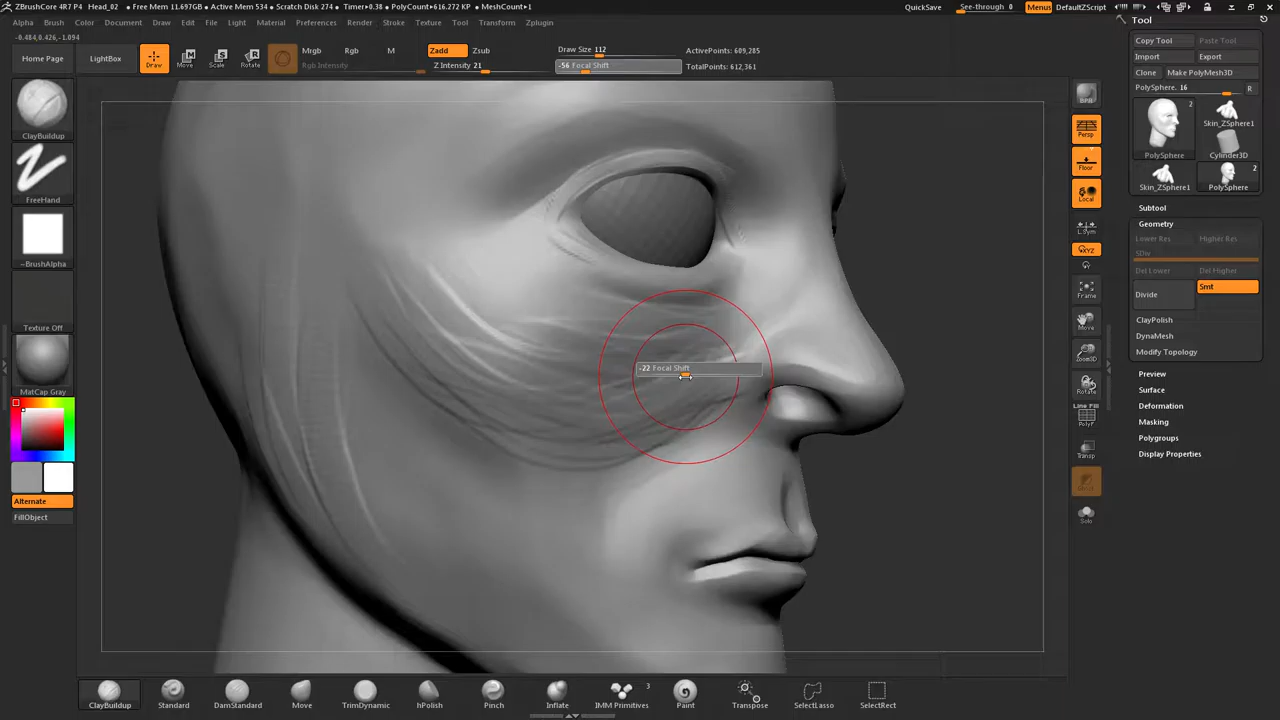 ZBrushCore 4R7 P4 Head_02 • Free Mem 11.697GB • Active Mem 534 • Scratch Disk 274 • Timer▸0.38 • PolyCount▸616.272 KP • MeshCount▸1
QuickSave See-through 0 Menus DefaultZScript
Alpha Brush Color Document Draw Edit File Light Material Preferences Render Stroke Texture Tool Transform Zplugin
-0.484,0.426,-1.094
Home Page LightBox Draw Move Scale Rotate
Mrgb Rgb M
Rgb Intensity
Zadd Zsub
Z Intensity 21
Draw Size 112
-56 Focal Shift
ActivePoints: 609,285
TotalPoints: 612,361
ClayBuildup
FreeHand
~BrushAlpha
Texture Off
MatCap Gray
Alternate
FillObject
-22 Focal Shift
BPR
Persp
Floor
Local
L.Sym
XYZ
Frame
Move
Zoom3D
Rotate
Line Fill
PolyF
Transp
Solo
Tool
Copy Tool Paste Tool
Import Export
Clone Make PolyMesh3D
PolySphere. 16 R
2
PolySphere
Skin_ZSphere1
Cylinder3D
Skin_ZSphere1
2
PolySphere
Subtool
Geometry
Lower Res Higher Res
SDiv
Del Lower Del Higher
Divide Smt
ClayPolish
DynaMesh
Modify Topology
Preview
Surface
Deformation
Masking
Polygroups
Display Properties
ClayBuildup Standard DamStandard Move TrimDynamic hPolish Pinch Inflate IMM Primitives 3 Paint Transpose SelectLasso SelectRect